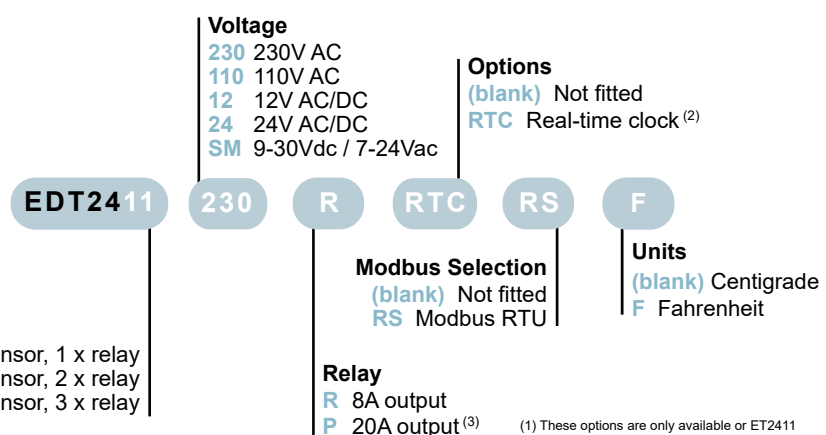 Voltage
230 230V AC
110 110V AC
12 12V AC/DC
24 24V AC/DC
SM 9-30Vdc / 7-24Vac
Options
(blank) Not fitted
RTC Real-time clock (2)
EDT2411 230 R RTC RS F
Modbus Selection
(blank) Not fitted
RS Modbus RTU
Units
(blank) Centigrade
F Fahrenheit
, 1 x relay
, 2 x relay
, 3 x relay
Relay
R 8A output
P 20A output (3)
(1) These options are only available or ET2411